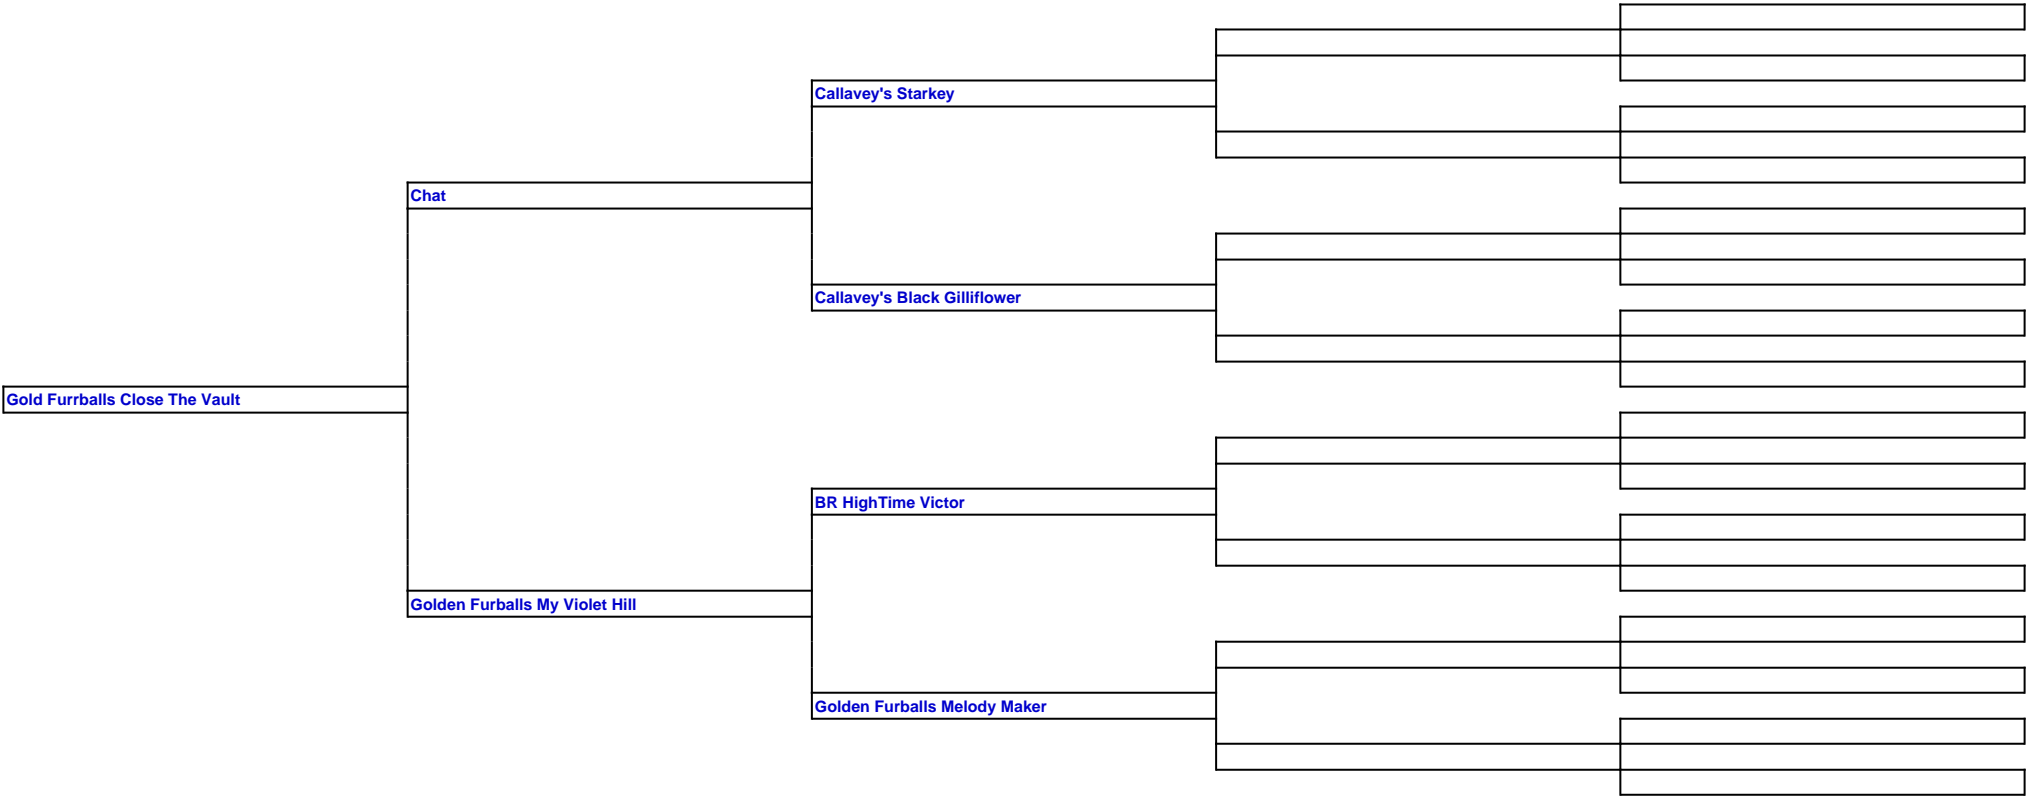 Callavey's Starkey
Chat
Callavey's Black Gilliflower
Gold Furrballs Close The Vault
BR HighTime Victor
Golden Furballs My Violet Hill
Golden Furballs Melody Maker